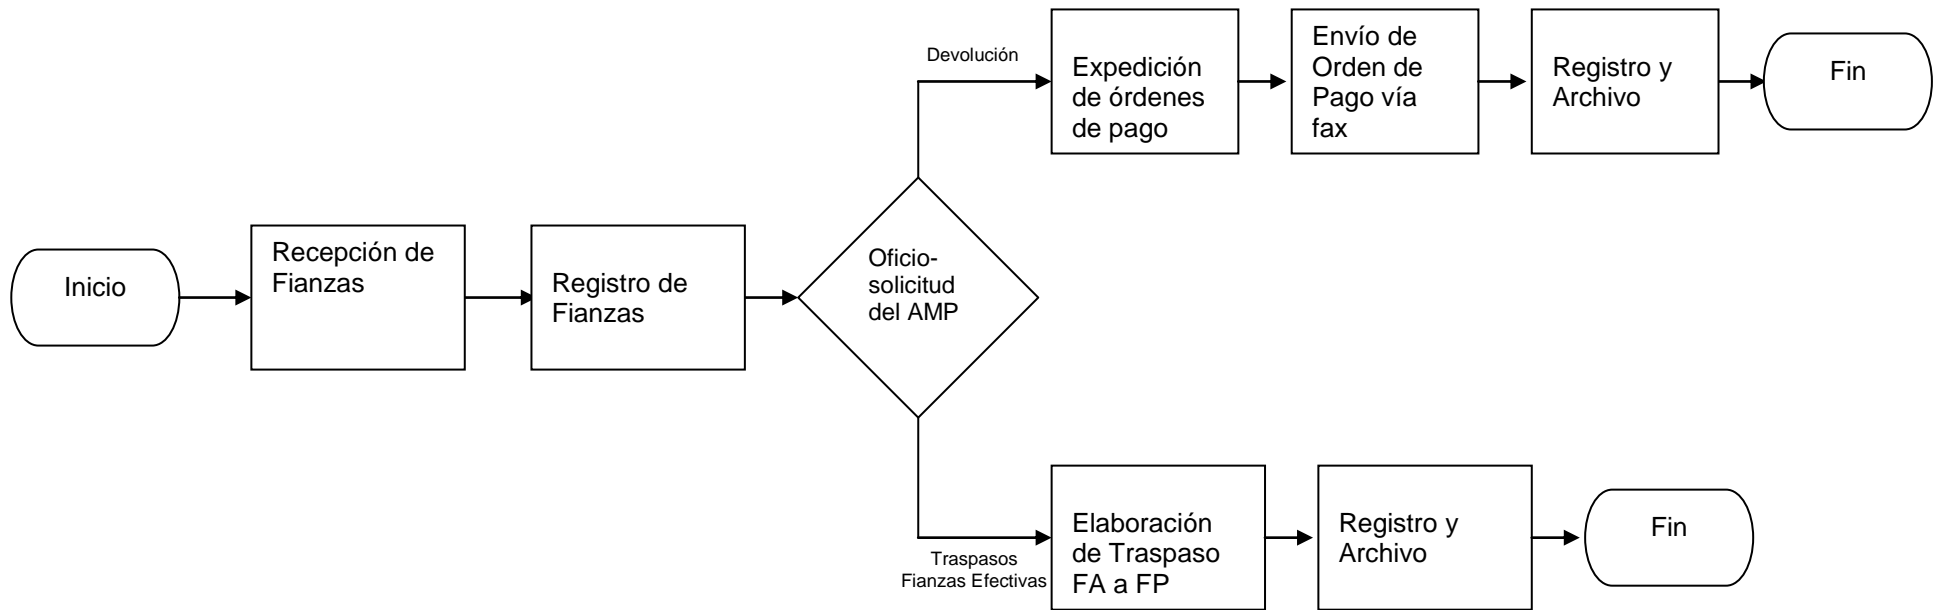 Devolución
Expedición
de órdenes
de pago
Envío de
Orden de
Pago vía
fax
Registro y
Archivo
Fin
Inicio
Recepción de
Fianzas
Registro de
Fianzas
Oficio-
solicitud
del AMP
Traspasos
Fianzas Efectivas
Elaboración
de Traspaso
FA a FP
Registro y
Archivo
Fin